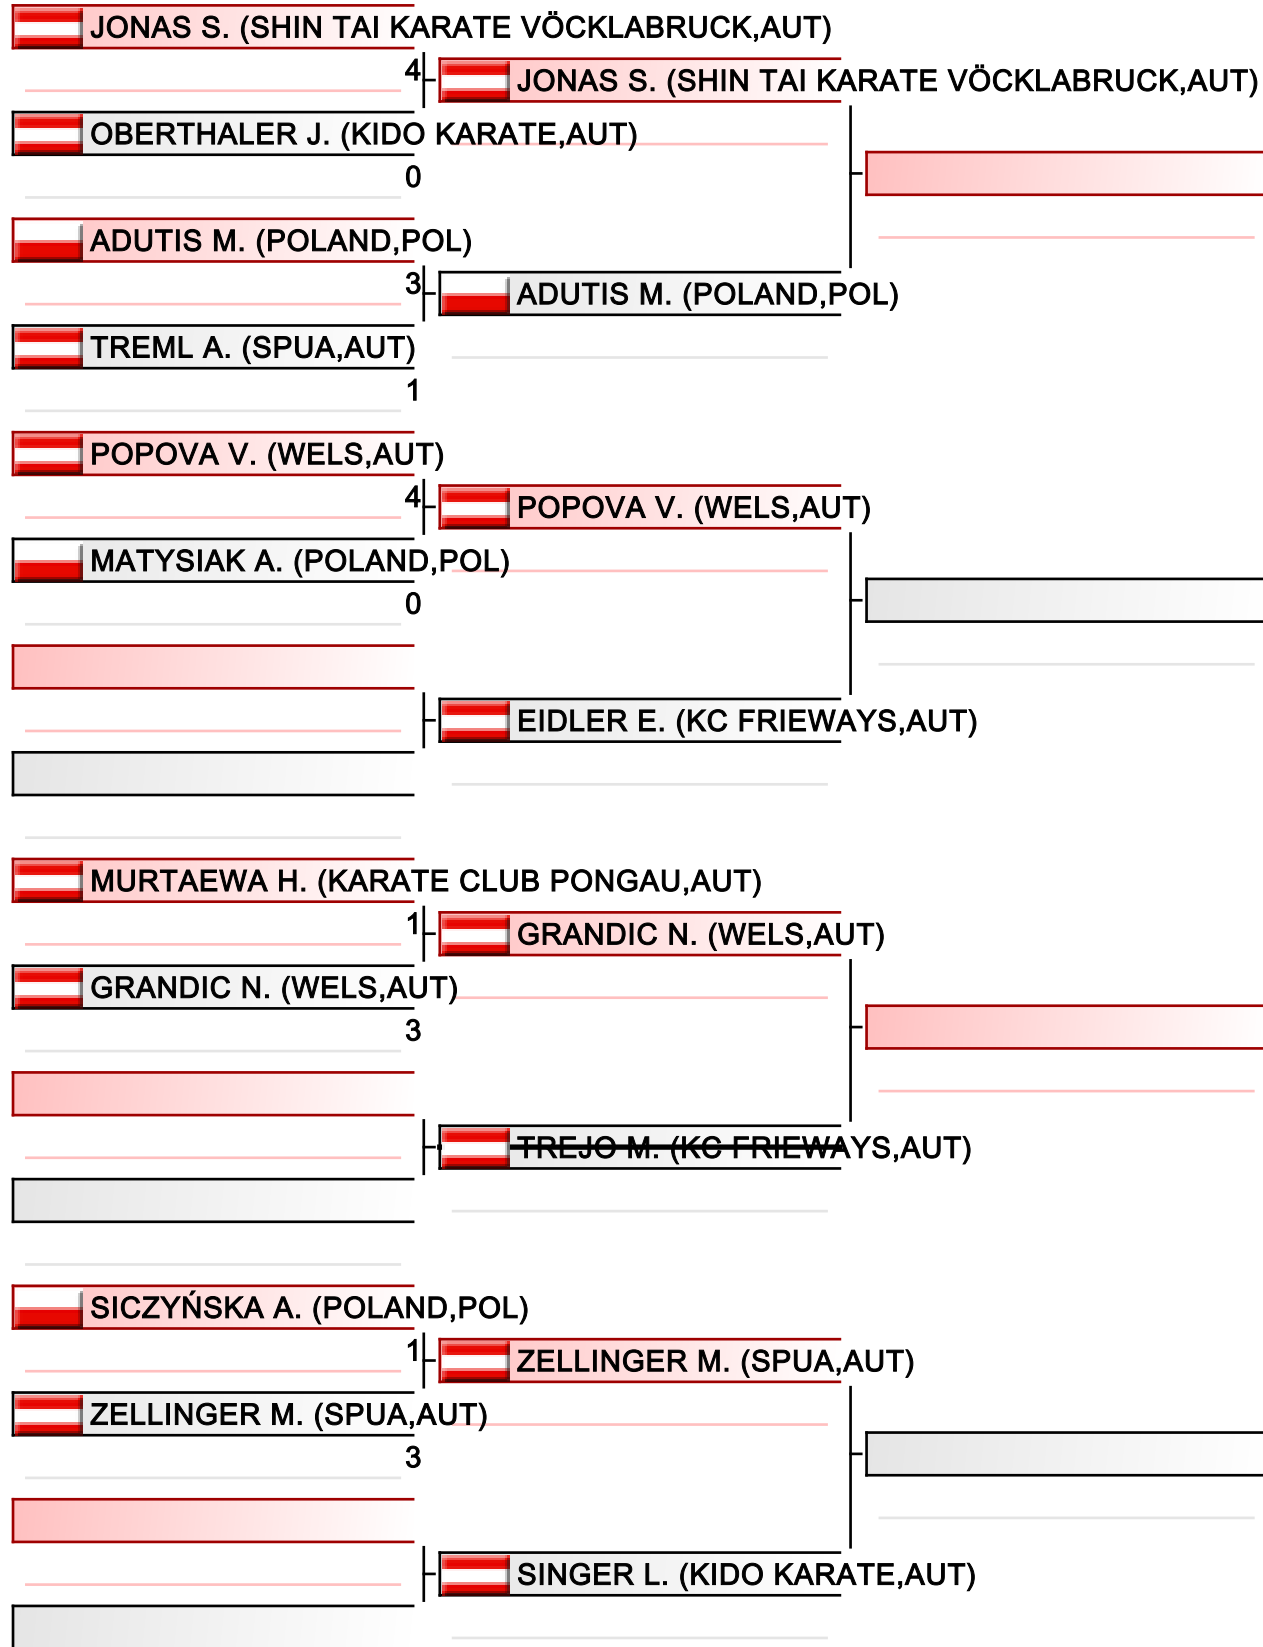 JONAS S. (SHIN TAI KARATE VÖCKLABRUCK,AUT)
4
JONAS S. (SHIN TAI KARATE VÖCKLABRUCK,AUT)
OBERTHALER J. (KIDO KARATE,AUT)
0
ADUTIS M. (POLAND,POL)
3
ADUTIS M. (POLAND,POL)
TREML A. (SPUA,AUT)
1
POPOVA V. (WELS,AUT)
4
POPOVA V. (WELS,AUT)
MATYSIAK A. (POLAND,POL)
0
EIDLER E. (KC FRIEWAYS,AUT)
MURTAEWA H. (KARATE CLUB PONGAU,AUT)
1
GRANDIC N. (WELS,AUT)
GRANDIC N. (WELS,AUT)
3
TREJO M. (KC FRIEWAYS,AUT)
SICZYŃSKA A. (POLAND,POL)
1
ZELLINGER M. (SPUA,AUT)
ZELLINGER M. (SPUA,AUT)
3
SINGER L. (KIDO KARATE,AUT)